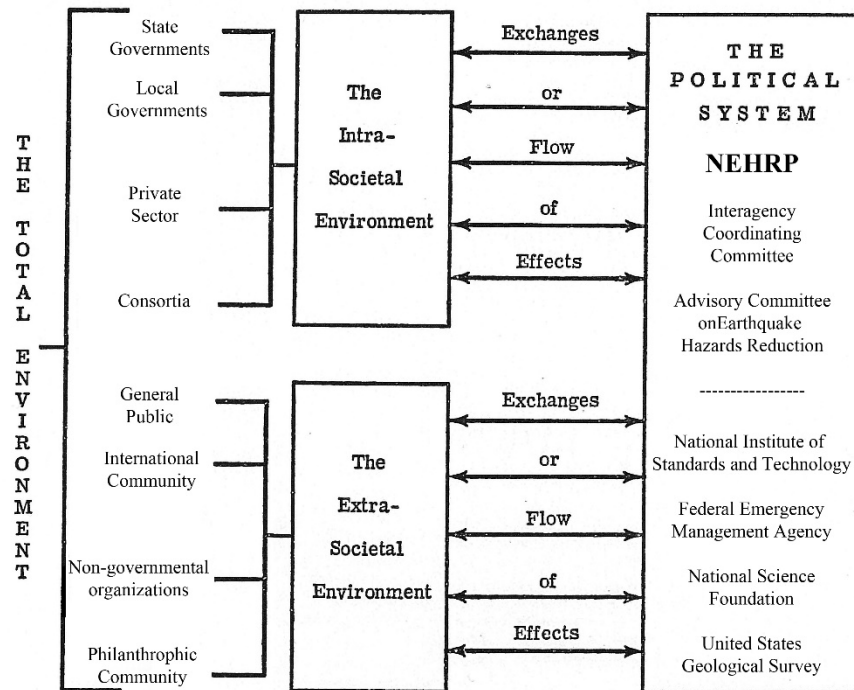 THE TOTAL ENVIRONMENT
State
Governments
Local
Governments
Private
Sector
Consortia
General
Public
International
Community
Non-governmental
organizations
Philanthrophic
Community
The
Intra-
Societal
Environment
The
Extra-
Societal
Environment
Exchanges
or
Flow
of
Effects
Exchanges
or
Flow
of
Effects
THE
POLITICAL
SYSTEM
NEHRP
Interagency
Coordinating
Committee
Advisory Committee
onEarthquake
Hazards Reduction
-----------------
National Institute of
Standards and Technology
Federal Emergency
Management Agency
National Science
Foundation
United States
Geological Survey